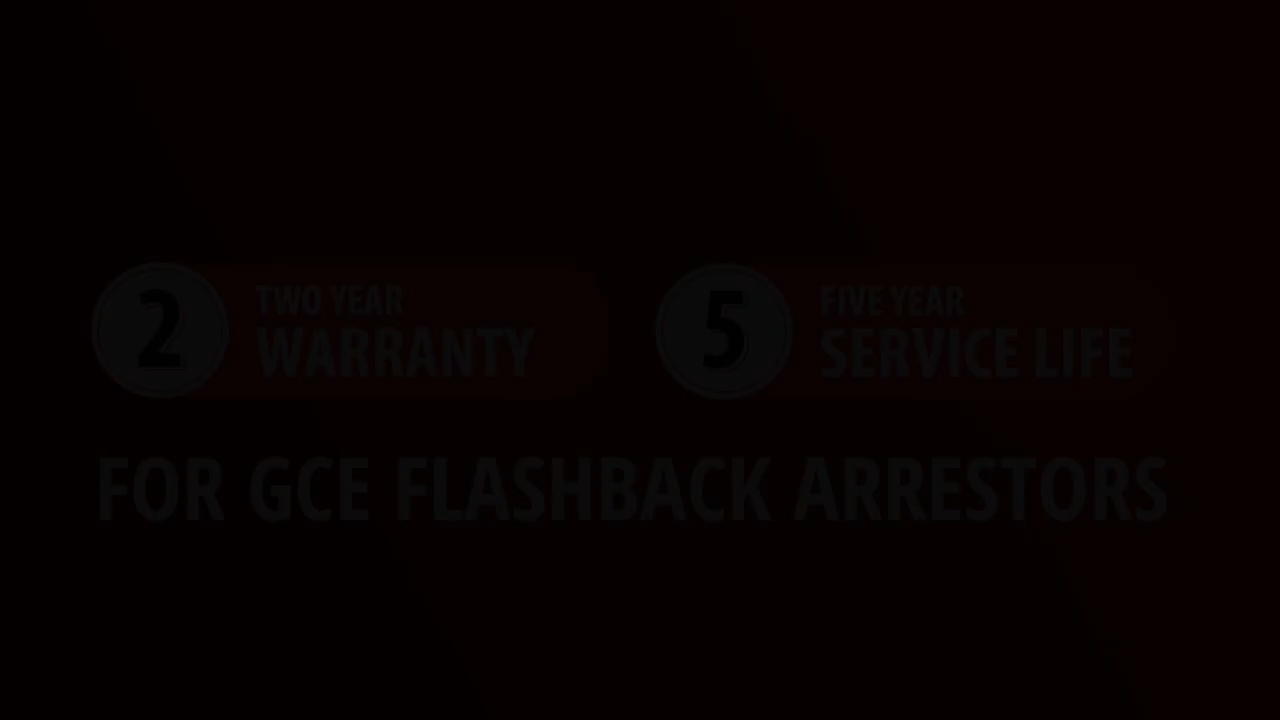 2 TWO YEAR
WARRANTY
5 FIVE YEAR
SERVICE LIFE
FOR GCE FLASHBACK ARRESTORS